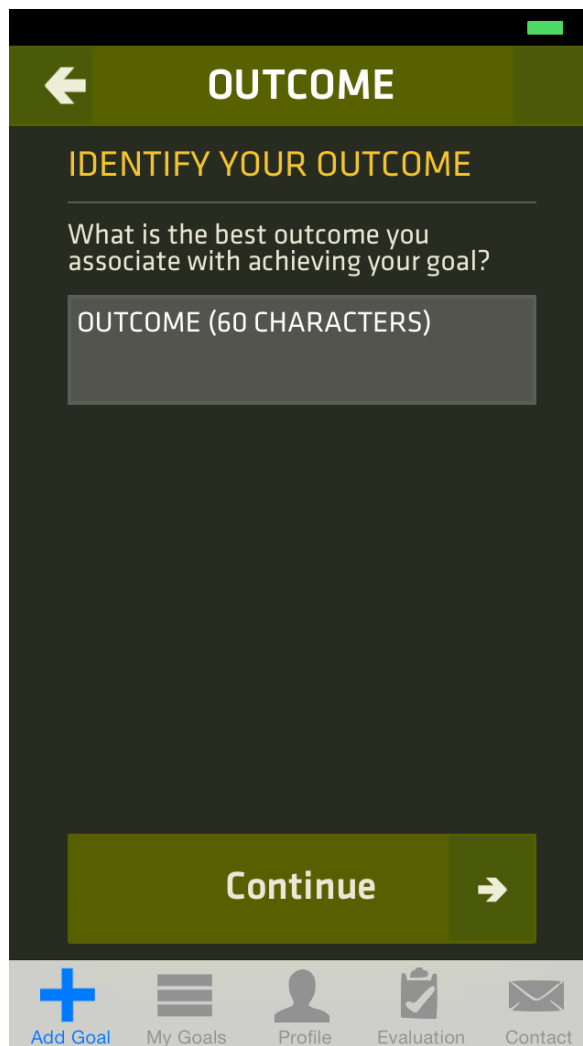 OUTCOME
IDENTIFY YOUR OUTCOME
What is the best outcome you
associate with achieving your goal?
OUTCOME (60 CHARACTERS)
Continue
Add Goal My Goals Profile Evaluation Contact